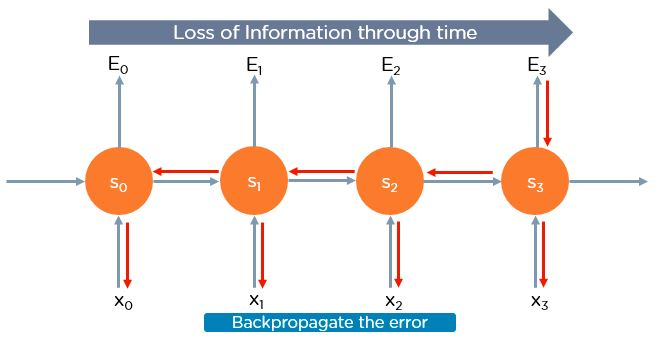 Loss of Information through time
E0 E1 E2 E3
s0 s1 s2 s3
x0 x1 x2 x3
Backpropagate the error